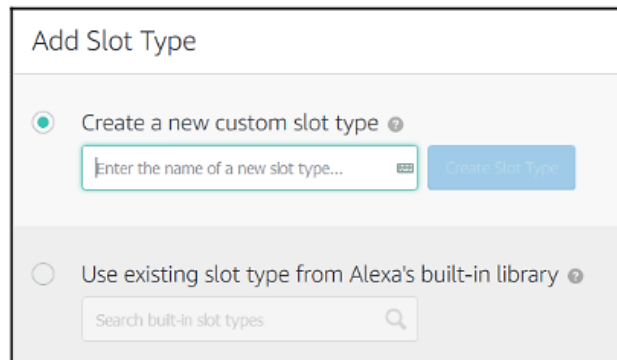 Add Slot Type
Create a new custom slot type ?
Enter the name of a new slot type...
Create Slot Type
Use existing slot type from Alexa's built-in library ?
Search built-in slot types